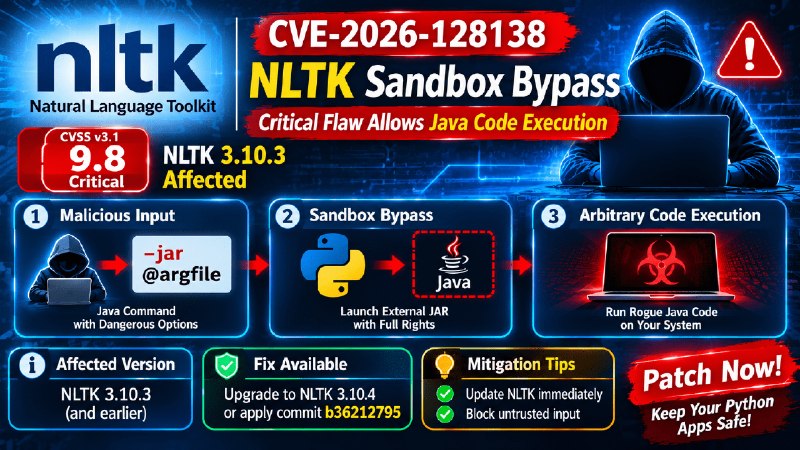 nltk
Natural Language Toolkit
CVE-2026-128138
NLTK Sandbox Bypass
Critical Flaw Allows Java Code Execution
CVSS v3.1
9.8
Critical
NLTK 3.10.3
Affected
1 Malicious Input
–jar
@argfile
Java Command
with Dangerous Options
2 Sandbox Bypass
Java
Launch External JAR
with Full Rights
3 Arbitrary Code Execution
Run Rogue Java Code
on Your System
i Affected Version
NLTK 3.10.3
(and earlier)
Fix Available
Upgrade to NLTK 3.10.4
or apply commit b36212795
Mitigation Tips
Update NLTK immediately
Block untrusted input
Patch Now!
Keep Your Python
Apps Safe!